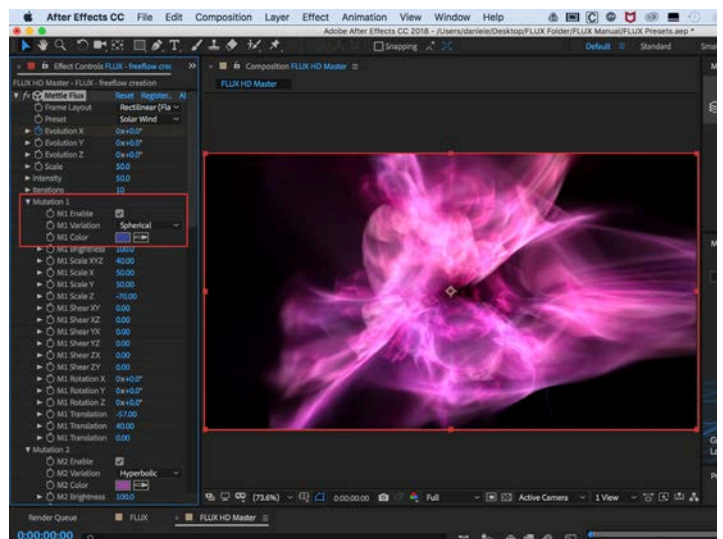 After Effects CC File Edit Composition Layer Effect Animation View Window Help
Adobe After Effects CC 2018 - /Users/daniele/Desktop/FLUX Folder/FLUX Manual/FLUX Presets.aep *
Snapping Default Standard
Effect Controls FLUX - freeflow Composition FLUX HD Master
FLUX HD Master - FLUX - freeflow creation FLUX HD Master
fx Mettle Flux Reset Register..
Frame Layout Rectilinear (Fla
Preset Solar Wind
Evolution X 0x+0.0°
Evolution Y 0x+0.0°
Evolution Z 0x+0.0°
Scale 50.0
Intensity 50.0
Iterations 10
Mutation 1
M1 Enable
M1 Variation Spherical
M1 Color
M1 Brightness 100.0
M1 Scale XYZ 40.00
M1 Scale X 50.00
M1 Scale Y 50.00
M1 Scale Z -70.00
M1 Shear XY 0.00
M1 Shear XZ 0.00
M1 Shear YX 0.00
M1 Shear YZ 0.00
M1 Shear ZX 0.00
M1 Shear ZY 0.00
M1 Rotation X 0x+0.0°
M1 Rotation Y 0x+0.0°
M1 Rotation Z 0x+0.0°
M1 Translation -57.00
M1 Translation 40.00
M1 Translation 0.00
Mutation 2
M2 Enable
M2 Variation Hyperbolic
M2 Color
M2 Brightness 100.0
(73.6%) 0:00:00:00 Full Active Camera 1 View
Render Queue FLUX FLUX HD Master
0:00:00:00